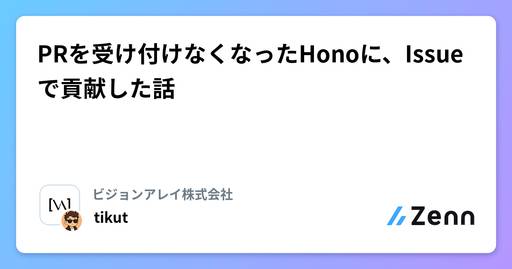 PRを受け付けなくなったHonoに、Issue
で貢献した話
ビジョンアレイ株式会社
tikut
Zenn